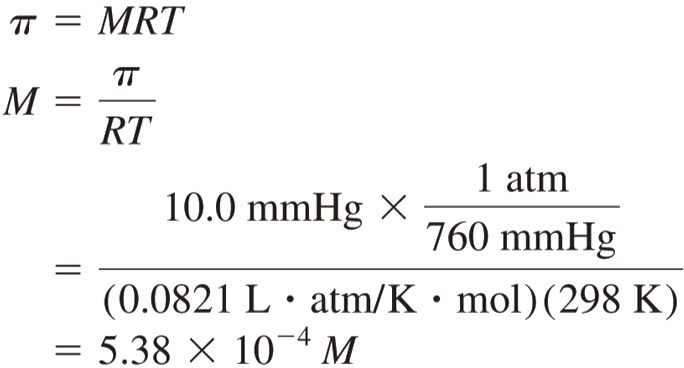 π = MRT
M = π / RT
= 10.0 mmHg × 1 atm / 760 mmHg / (0.0821 L · atm/K · mol)(298 K)
= 5.38 × 10⁻⁴ M